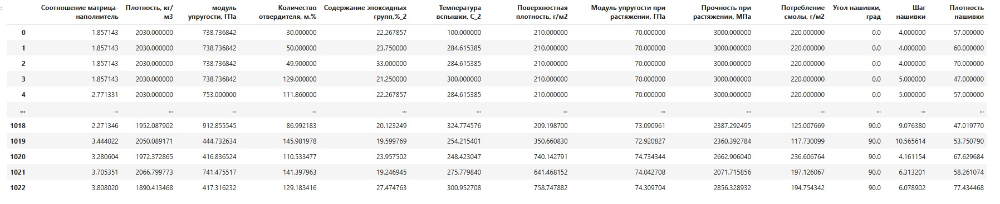 Соотношение матрица- Плотность, кг/ модуль Количество Содержание эпоксидных Температура Поверхностная Модуль упругости при Прочность при Потребление Угол нашивки, Шаг Плотность
наполнитель м3 упругости, ГПа отвердителя, м.% групп,%_2 вспышки, С_2 плотность, г/м2 растяжении, ГПа растяжении, МПа смолы, г/м2 град нашивки нашивки
0 1.857143 2030.000000 738.736842 30.000000 22.267857 100.000000 210.000000 70.000000 3000.000000 220.000000 0.0 4.000000 57.000000
1 1.857143 2030.000000 738.736842 50.000000 23.750000 284.615385 210.000000 70.000000 3000.000000 220.000000 0.0 4.000000 60.000000
2 1.857143 2030.000000 738.736842 49.900000 33.000000 284.615385 210.000000 70.000000 3000.000000 220.000000 0.0 4.000000 70.000000
3 1.857143 2030.000000 738.736842 129.000000 21.250000 300.000000 210.000000 70.000000 3000.000000 220.000000 0.0 5.000000 47.000000
4 2.771331 2030.000000 753.000000 111.860000 22.267857 284.615385 210.000000 70.000000 3000.000000 220.000000 0.0 5.000000 57.000000
... ... ... ... ... ... ... ... ... ... ... ... ... ...
1018 2.271346 1952.087902 912.855545 86.992183 20.123249 324.774576 209.198700 73.090961 2387.292495 125.007669 90.0 9.076380 47.019770
1019 3.444022 2050.089171 444.732634 145.981978 19.599769 254.215401 350.660830 72.920827 2360.392784 117.730099 90.0 10.565614 53.750790
1020 3.280604 1972.372865 416.836524 110.533477 23.957502 248.423047 740.142791 74.734344 2662.906040 236.606764 90.0 4.161154 67.629684
1021 3.705351 2066.799773 741.475517 141.397963 19.246945 275.779840 641.468152 74.042708 2071.715856 197.126067 90.0 6.313201 58.261074
1022 3.808020 1890.413468 417.316232 129.183416 27.474763 300.952708 758.747882 74.309704 2856.328932 194.754342 90.0 6.078902 77.434468